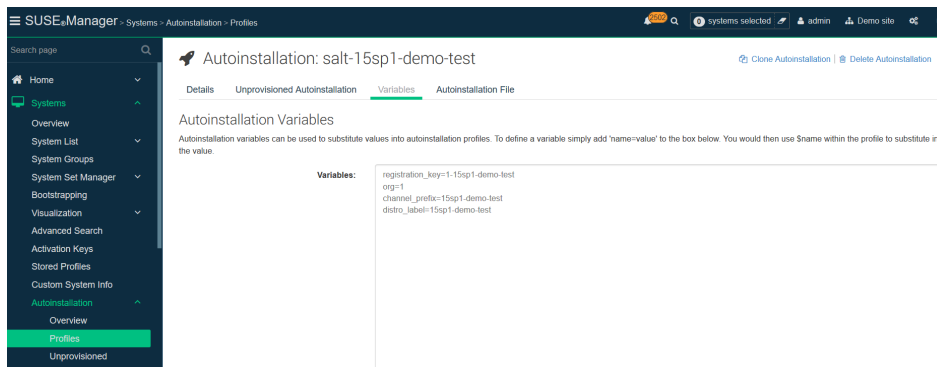 SUSE Manager > Systems > Autoinstallation > Profiles
2502
0 systems selected
admin
Demo site
Search page
Home
Systems
Overview
System List
System Groups
System Set Manager
Bootstrapping
Visualization
Advanced Search
Activation Keys
Stored Profiles
Custom System Info
Autoinstallation
Overview
Profiles
Unprovisioned
Autoinstallation: salt-15sp1-demo-test
Clone Autoinstallation | Delete Autoinstallation
Details Unprovisioned Autoinstallation Variables Autoinstallation File
Autoinstallation Variables
Autoinstallation variables can be used to substitute values into autoinstallation profiles. To define a variable simply add 'name=value' to the box below. You would then use $name within the profile to substitute in
the value.
Variables:
registration_key=1-15sp1-demo-test
org=1
channel_prefix=15sp1-demo-test
distro_label=15sp1-demo-test